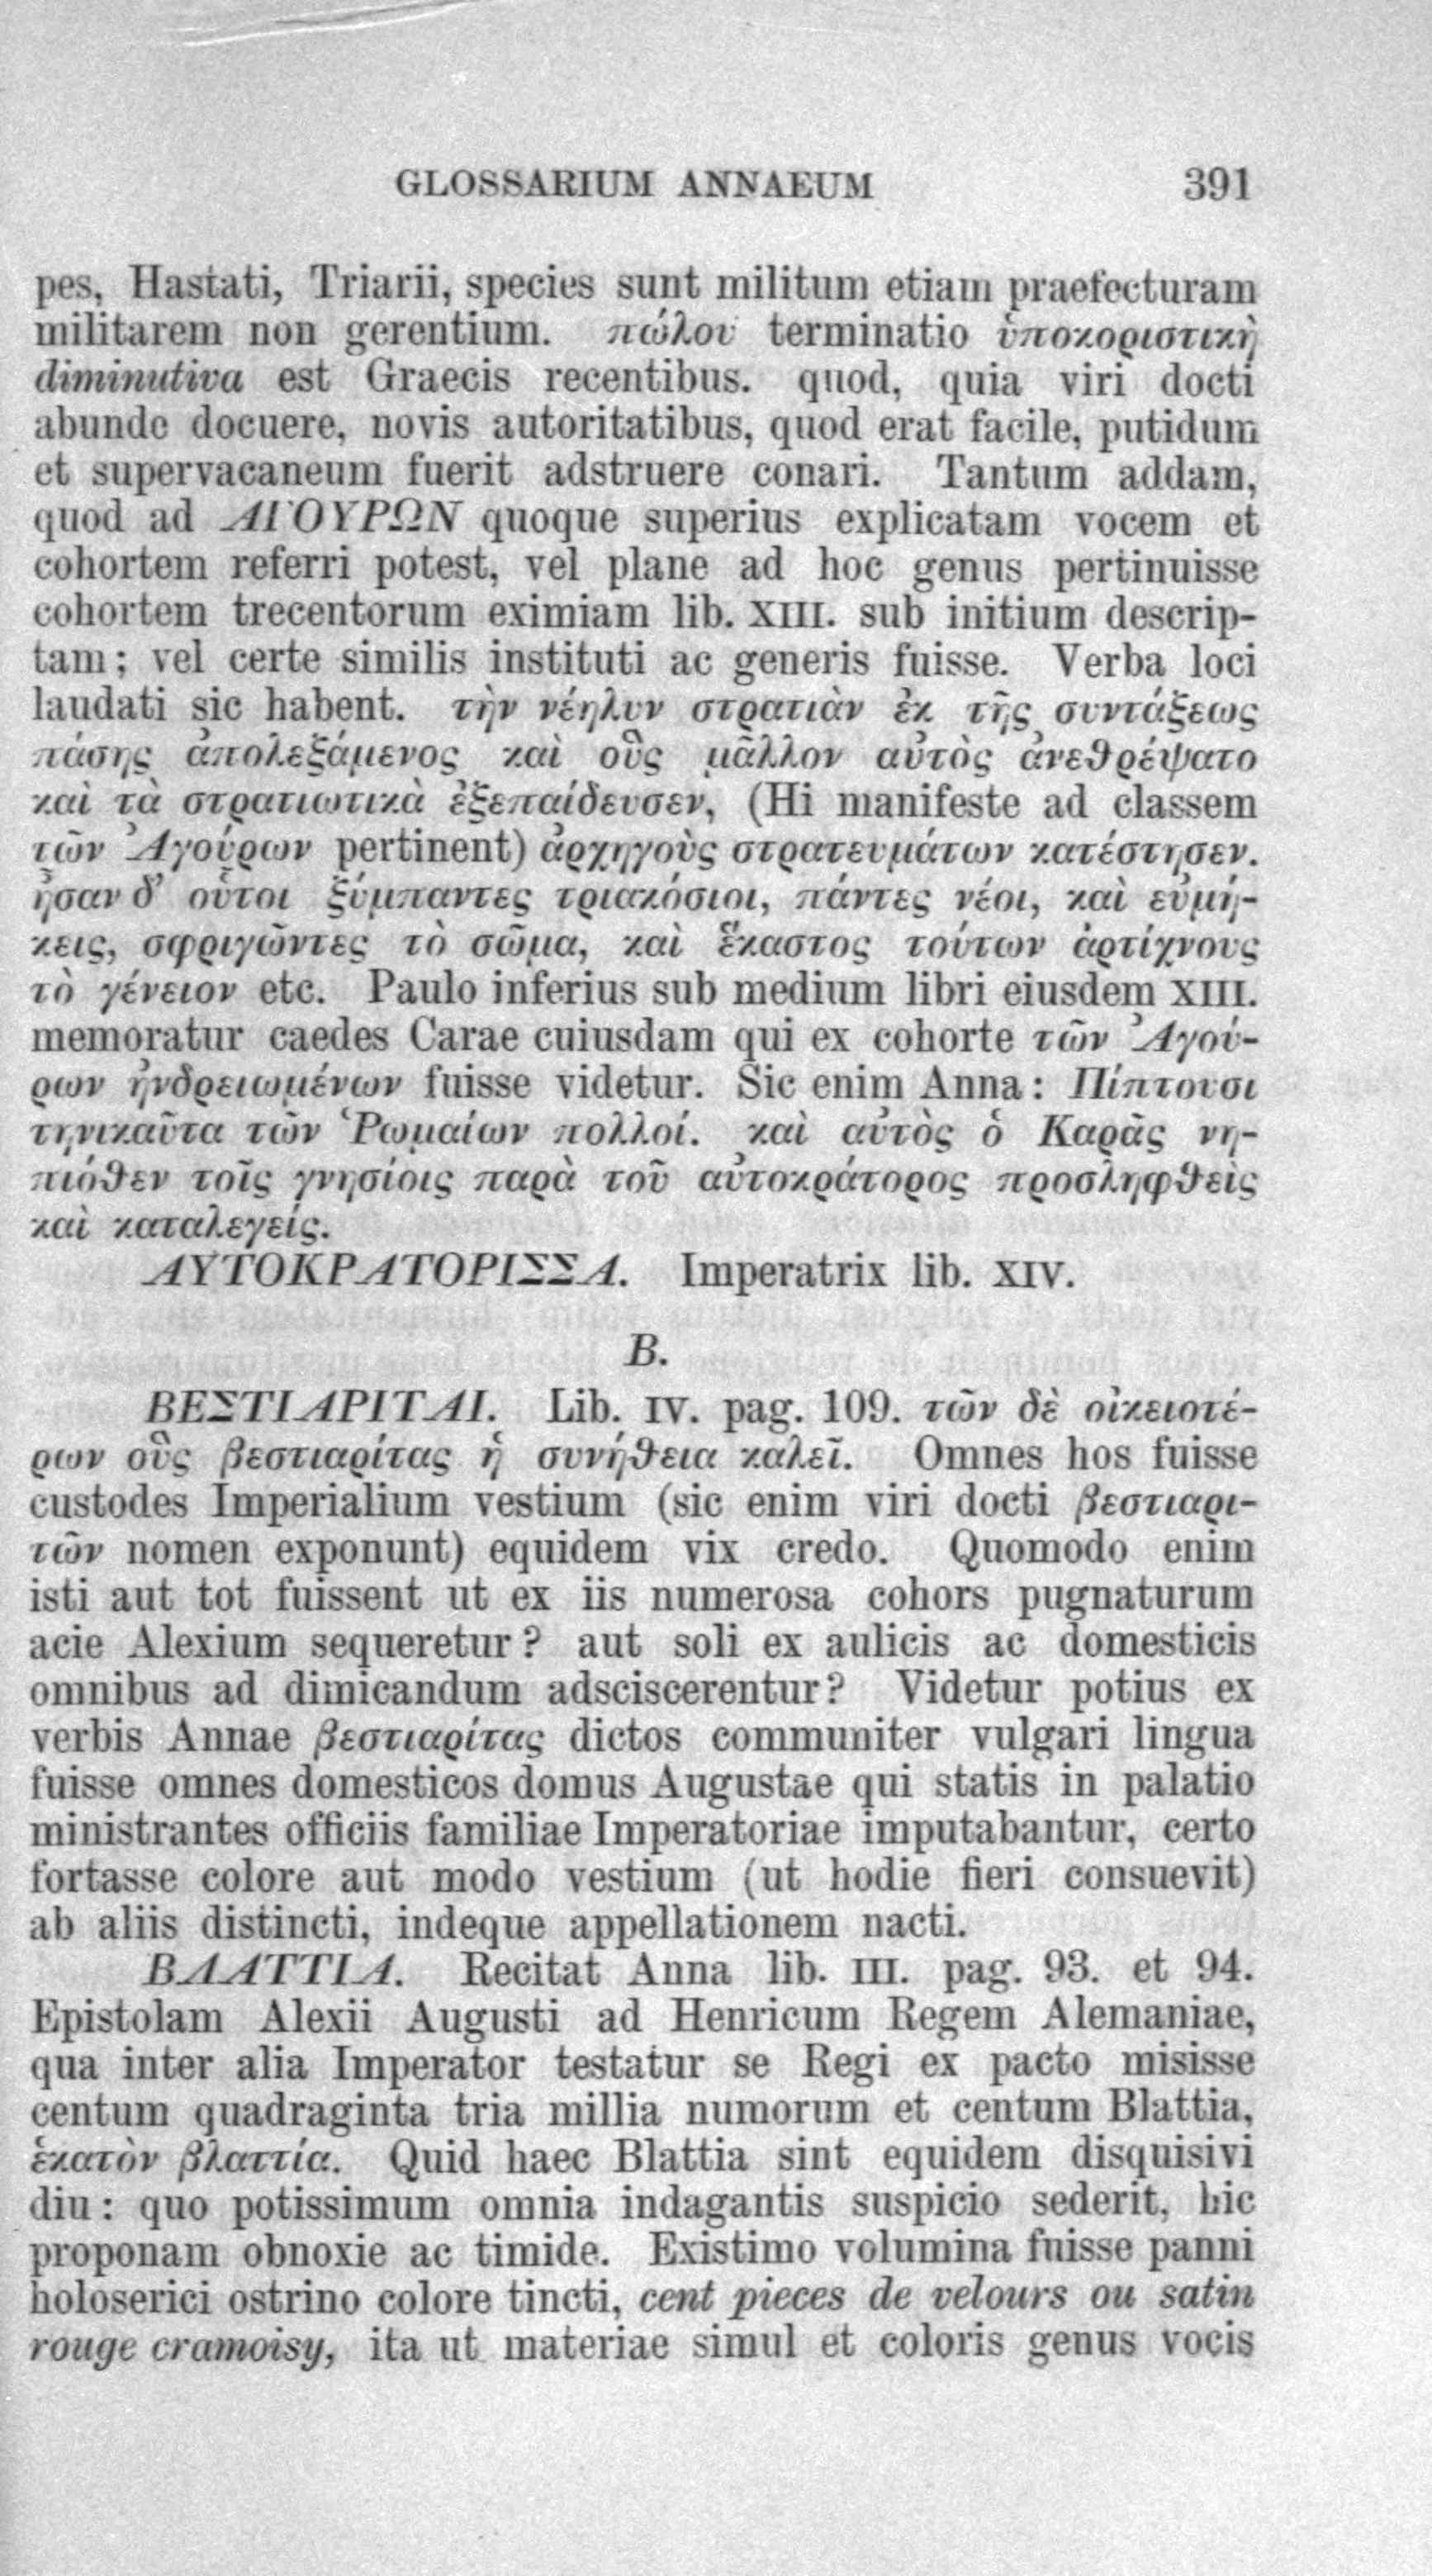 GLOSSARIUM ANNAEUM 391
pes, Hastati, Triarii, species sunt militum etiam praefecturam
militarem non gerentium. πώλου terminatio ὑποκοριστικὴ
diminutiva est Graecis recentibus. quod, quia viri docti
abunde docuere, novis autoritatibus, quod erat facile, putidum
et supervacaneum fuerit adstruere conari. Tantum addam,
quod ad ΑΓΟΥΡΩΝ quoque superius explicatam vocem et
cohortem referri potest, vel plane ad hoc genus pertinuisse
cohortem trecentorum eximiam lib. XIII. sub initium descrip-
tam; vel certe similis instituti ac generis fuisse. Verba loci
laudati sic habent. τὴν νέηλυν στρατιὰν ἐκ τῆς συντάξεως
πάσης ἀπολεξάμενος καὶ οὓς μᾶλλον αὐτὸς ἀνεθρέψατο
καὶ τὰ στρατιωτικὰ ἐξεπαίδευσεν, (Hi manifeste ad classem
τῶν Ἀγούρων pertinent) ἀρχηγοὺς στρατευμάτων κατέστησεν.
ἦσαν δ' οὗτοι ξύμπαντες τριακόσιοι, πάντες νέοι, καὶ εὐμή-
κεις, σφριγῶντες τὸ σῶμα, καὶ ἕκαστος τούτων ἀρτίχνους
τὸ γένειον etc. Paulo inferius sub medium libri eiusdem XIII.
memoratur caedes Carae cuiusdam qui ex cohorte τῶν Ἀγού-
ρων ἠνδρειωμένων fuisse videtur. Sic enim Anna: Πίπτουσι
τηνικαῦτα τῶν Ῥωμαίων πολλοί. καὶ αὐτὸς ὁ Καρᾶς νη-
πιόθεν τοῖς γνησίοις παρὰ τοῦ αὐτοκράτορος προσληφθεὶς
καὶ καταλεγείς.
ΑΥΤΟΚΡΑΤΟΡΙΣΣΑ. Imperatrix lib. XIV.
B.
ΒΕΣΤΙΑΡΙΤΑΙ. Lib. IV. pag. 109. τῶν δὲ οἰκειοτέ-
ρων οὓς βεστιαρίτας ἡ συνήθεια καλεῖ. Omnes hos fuisse
custodes Imperialium vestium (sic enim viri docti βεστιαρι-
τῶν nomen exponunt) equidem vix credo. Quomodo enim
isti aut tot fuissent ut ex iis numerosa cohors pugnaturum
acie Alexium sequeretur? aut soli ex aulicis ac domesticis
omnibus ad dimicandum adsciscerentur? Videtur potius ex
verbis Annae βεστιαρίτας dictos communiter vulgari lingua
fuisse omnes domesticos domus Augustae qui statis in palatio
ministrantes officiis familiae Imperatoriae imputabantur, certo
fortasse colore aut modo vestium (ut hodie fieri consuevit)
ab aliis distincti, indeque appellationem nacti.
ΒΛΑΤΤΙΑ. Recitat Anna lib. III. pag. 93. et 94.
Epistolam Alexii Augusti ad Henricum Regem Alemaniae,
qua inter alia Imperator testatur se Regi ex pacto misisse
centum quadraginta tria millia numorum et centum Blattia,
ἑκατὸν βλαττία. Quid haec Blattia sint equidem disquisivi
diu: quo potissimum omnia indagantis suspicio sederit, hic
proponam obnoxie ac timide. Existimo volumina fuisse panni
holoserici ostrino colore tincti, cent pieces de velours ou satin
rouge cramoisy, ita ut materiae simul et coloris genus vocis